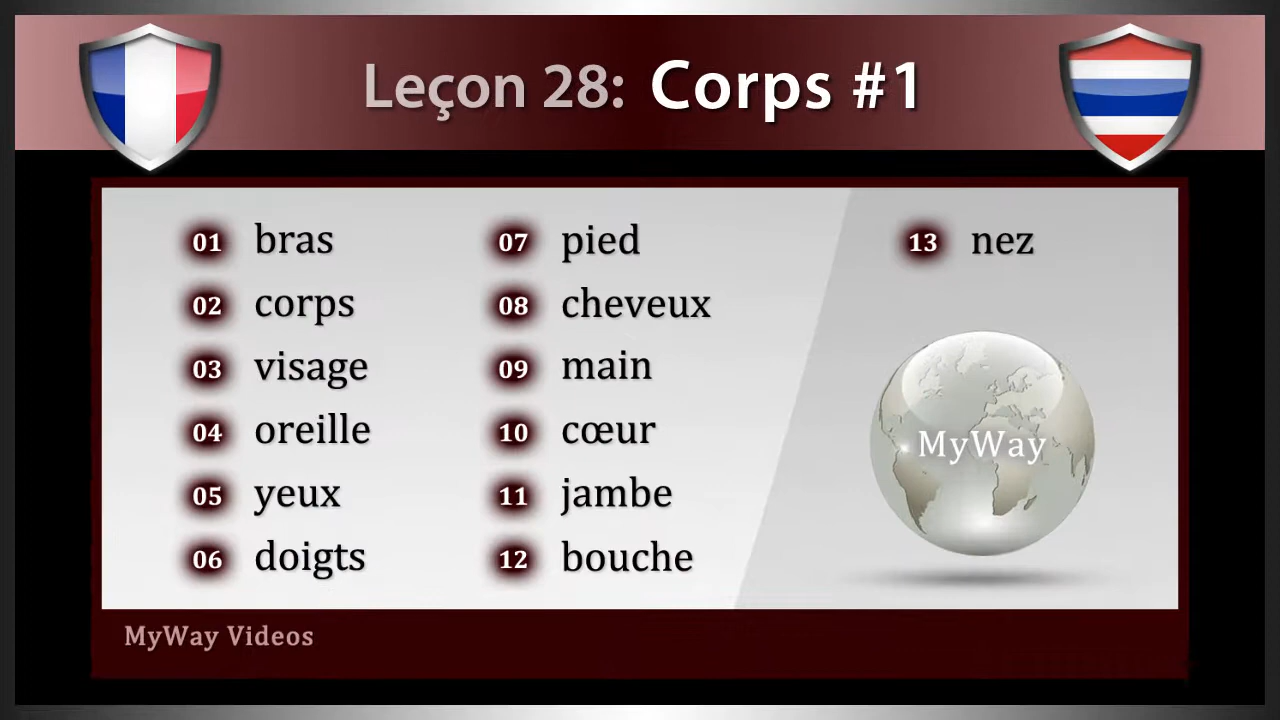 Leçon 28: Corps #1
01 bras
02 corps
03 visage
04 oreille
05 yeux
06 doigts
07 pied
08 cheveux
09 main
10 cœur
11 jambe
12 bouche
13 nez
MyWay
MyWay Videos